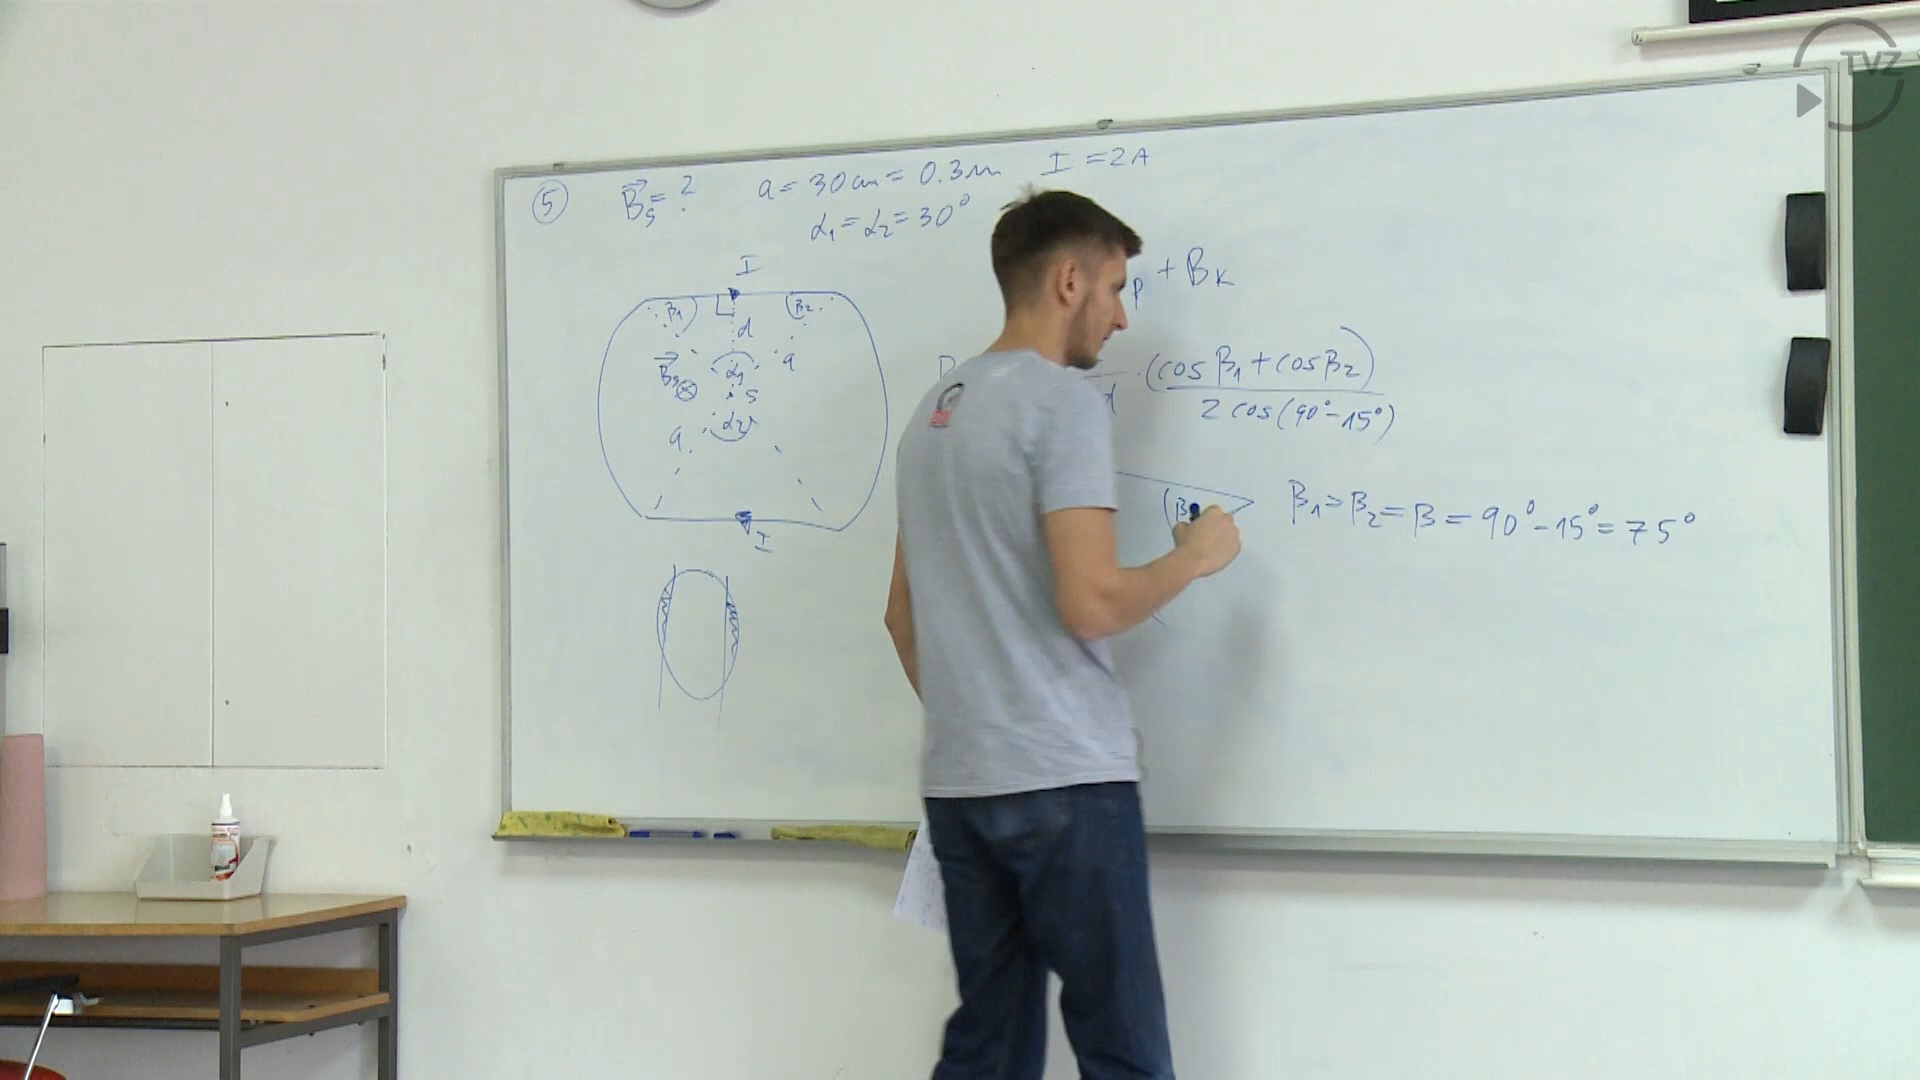 ⑤ B⃗ₛ = ? a = 30 cm = 0.3 m I = 2A
α₁ = α₂ = 30°
I
β₁ β₂
d
B⃗ₛ α₁ a
S
a α₂
I
p + Bₖ
d · (cos β₁ + cos β₂)
2 cos (90° - 15°)
β β₁ = β₂ = β = 90° - 15° = 75°
TVZ